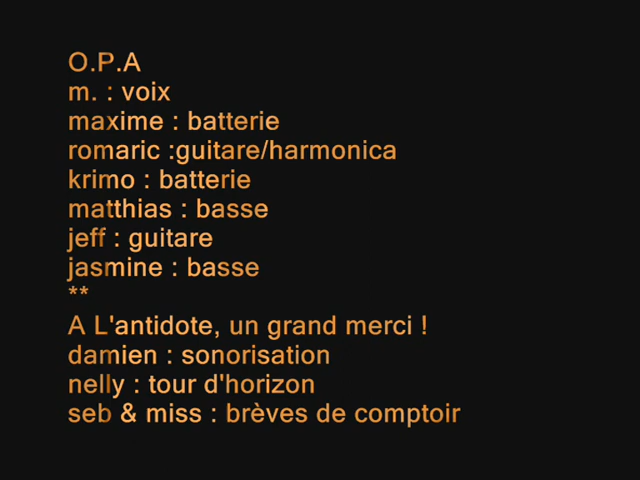 O.P.A
m. : voix
maxime : batterie
romaric :guitare/harmonica
krimo : batterie
matthias : basse
jeff : guitare
jasmine : basse
**
A L'antidote, un grand merci !
damien : sonorisation
nelly : tour d'horizon
seb & miss : brèves de comptoir